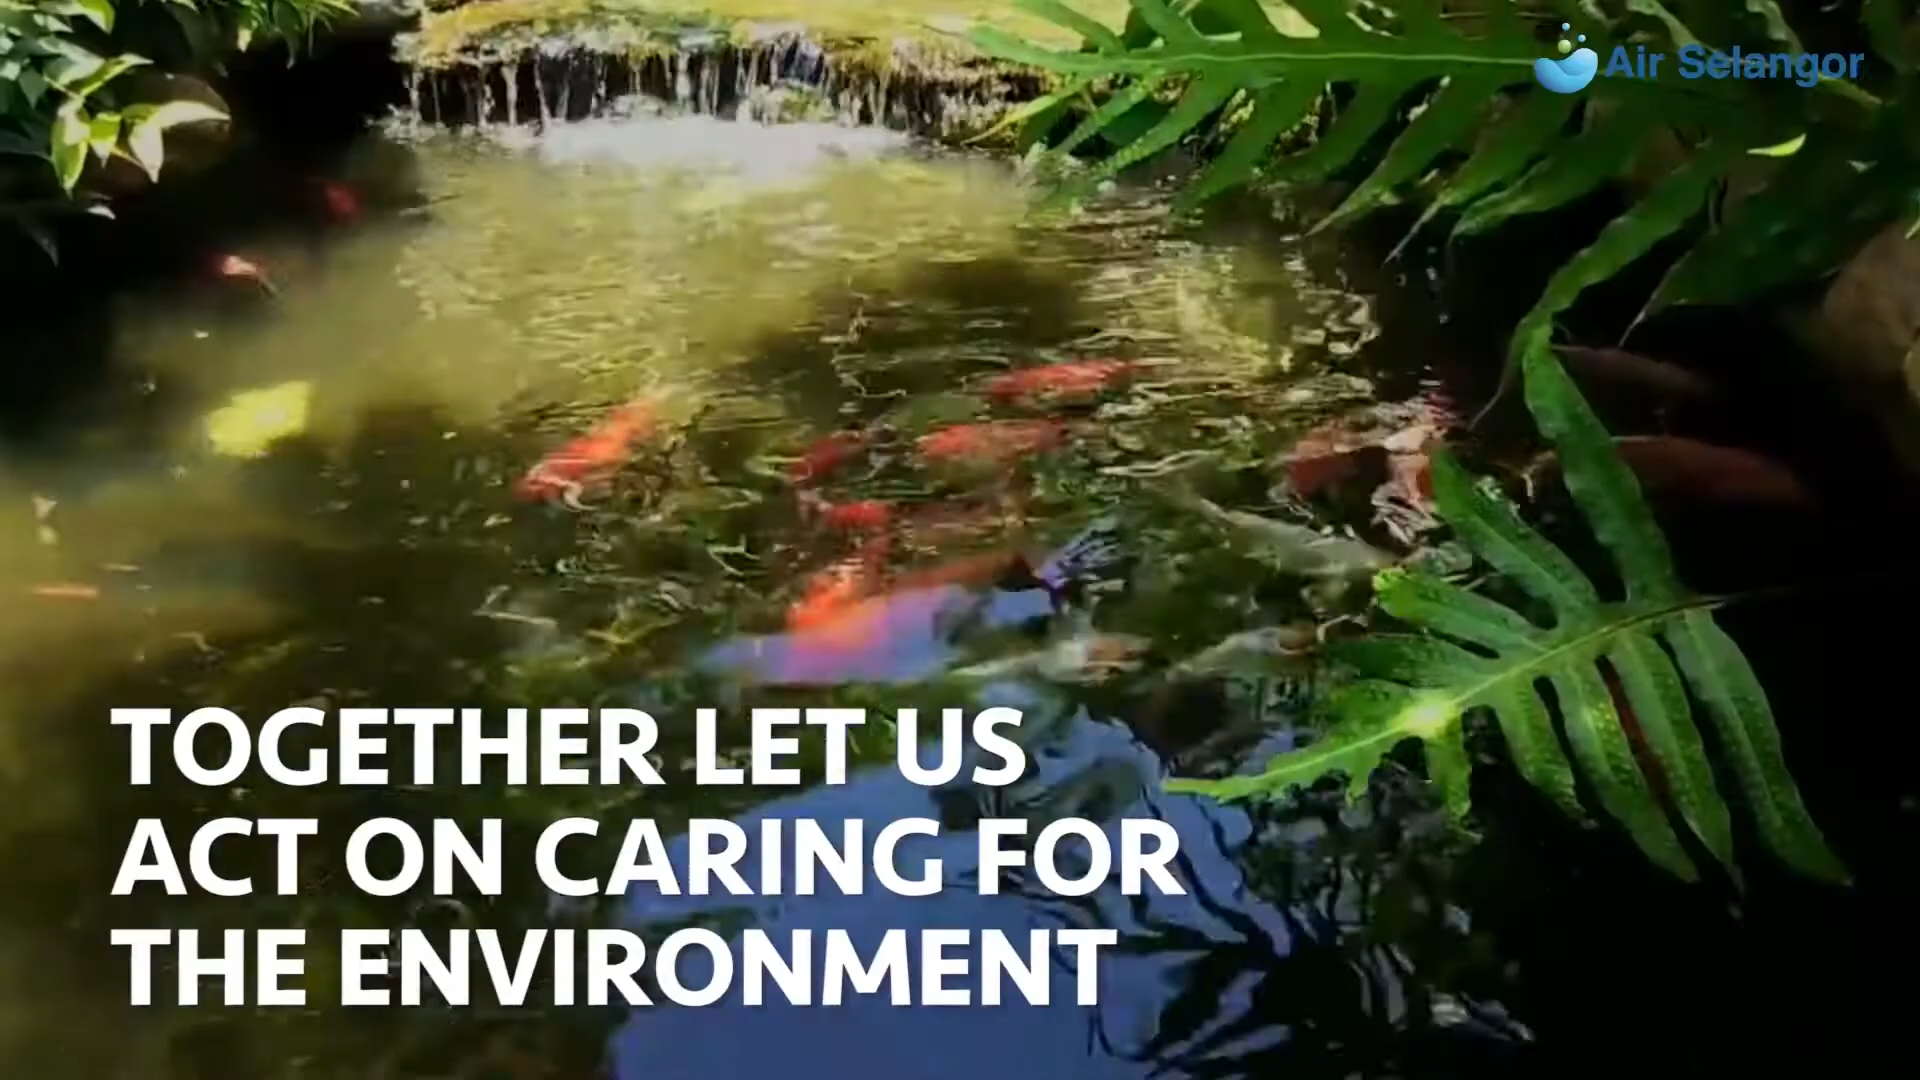 Air Selangor
TOGETHER LET US
ACT ON CARING FOR
THE ENVIRONMENT